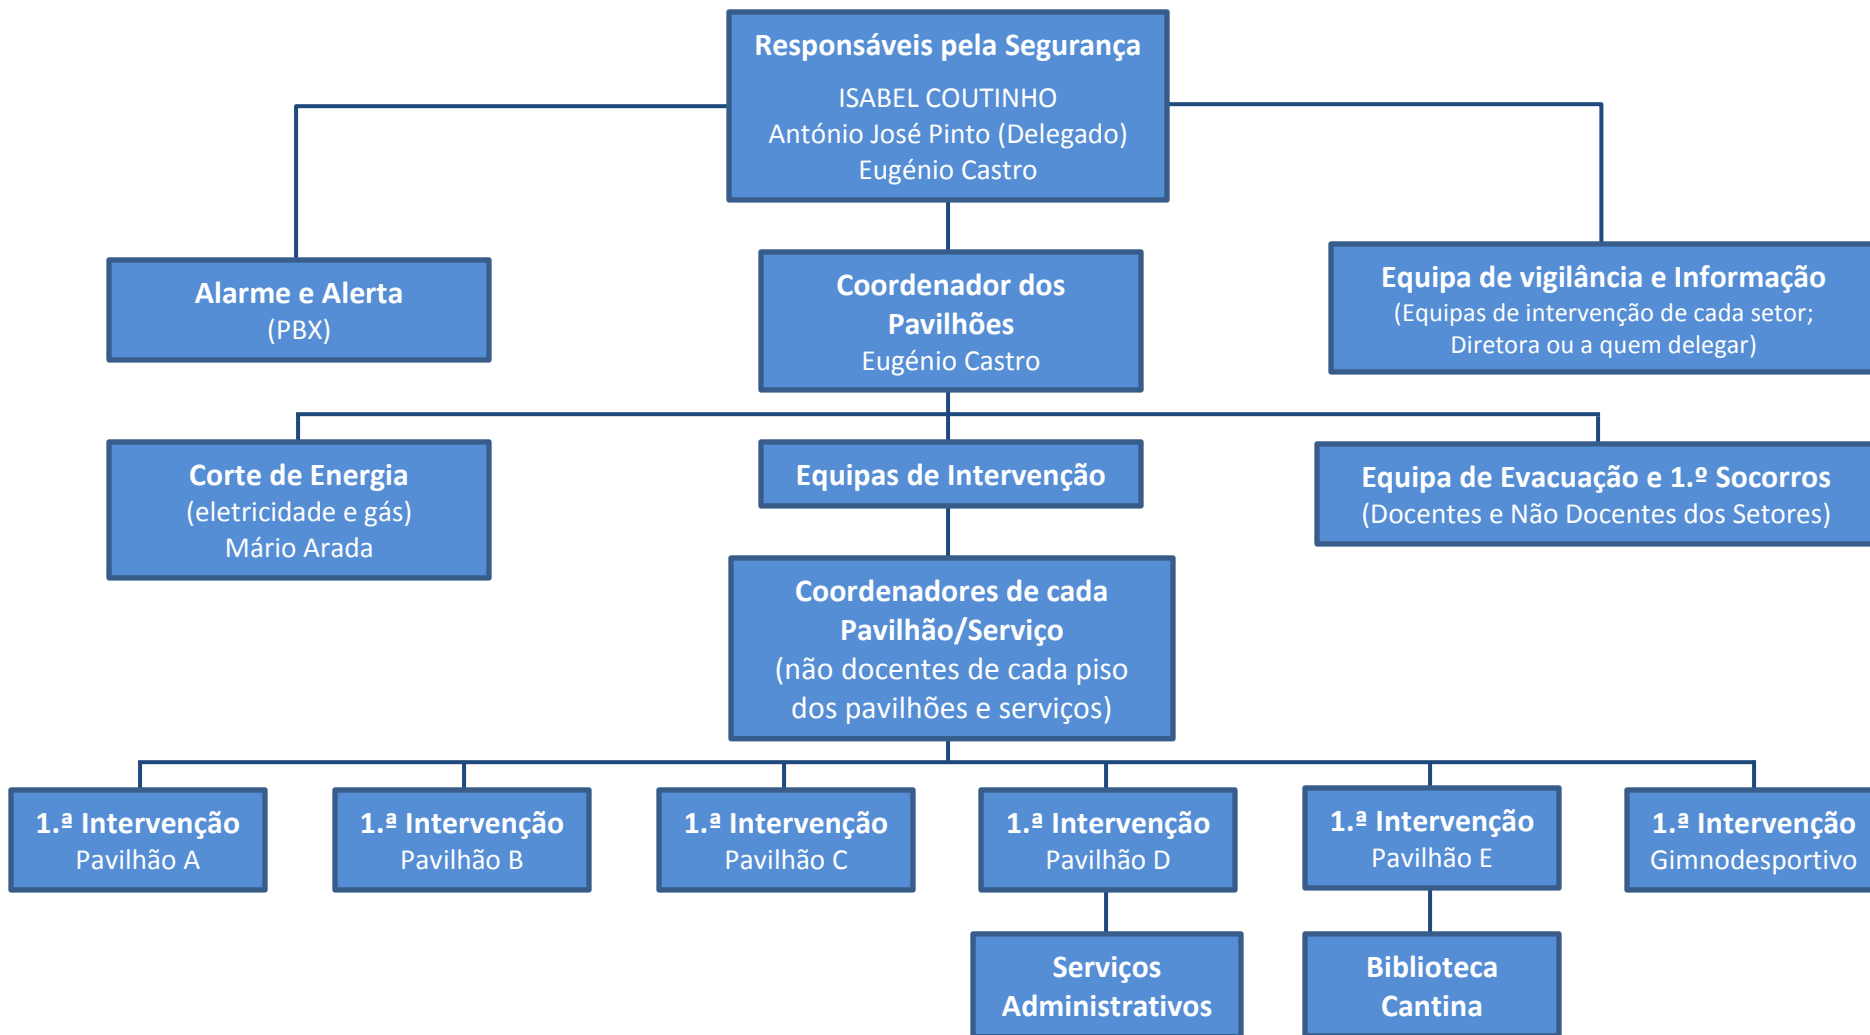 Responsáveis pela Segurança
ISABEL COUTINHO
António José Pinto (Delegado)
Eugénio Castro
Alarme e Alerta
(PBX)
Coordenador dos
Pavilhões
Eugénio Castro
Equipa de vigilância e Informação
(Equipas de intervenção de cada setor;
Diretora ou a quem delegar)
Corte de Energia
(eletricidade e gás)
Mário Arada
Equipas de Intervenção
Equipa de Evacuação e 1.º Socorros
(Docentes e Não Docentes dos Setores)
Coordenadores de cada
Pavilhão/Serviço
(não docentes de cada piso
dos pavilhões e serviços)
1.ª Intervenção
Pavilhão A
1.ª Intervenção
Pavilhão B
1.ª Intervenção
Pavilhão C
1.ª Intervenção
Pavilhão D
1.ª Intervenção
Pavilhão E
1.ª Intervenção
Gimnodesportivo
Serviços
Administrativos
Biblioteca
Cantina